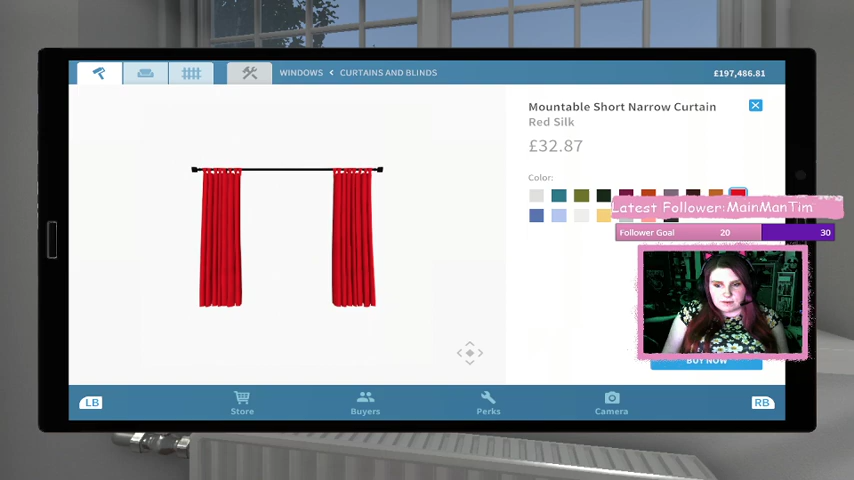 WINDOWS < CURTAINS AND BLINDS
£197,486.81
Mountable Short Narrow Curtain
Red Silk
£32.87
Color:
Latest Follower:MainManTim
Follower Goal 20 30
BUY NOW
LB Store Buyers Perks Camera RB